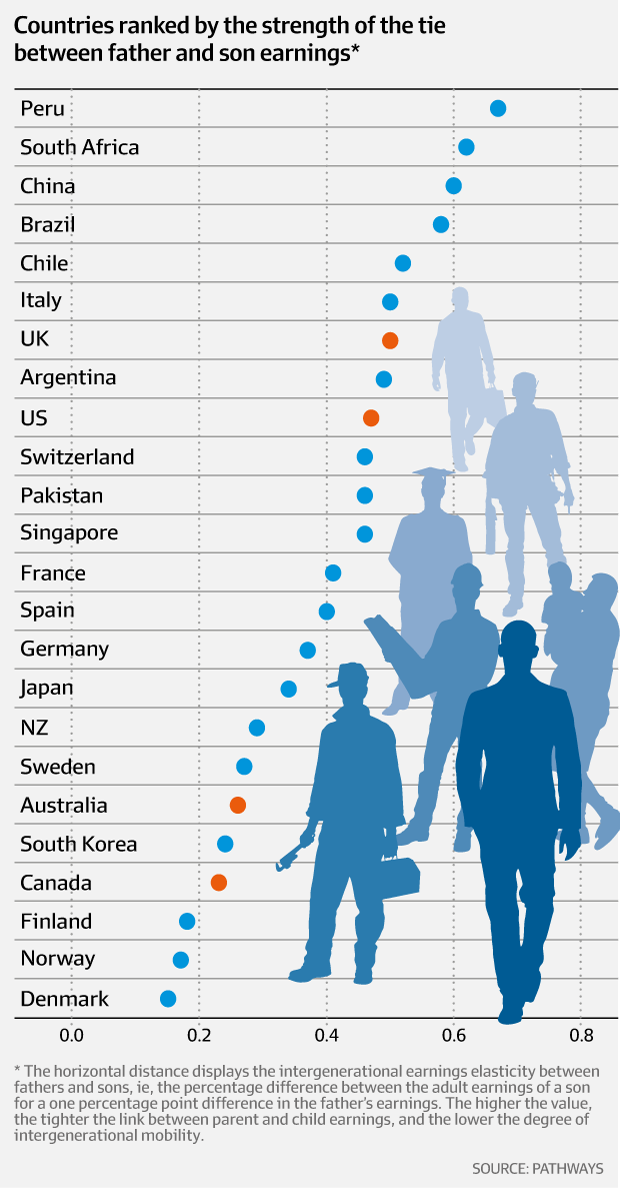 Countries ranked by the strength of the tie
between father and son earnings*
Peru
South Africa
China
Brazil
Chile
Italy
UK
Argentina
US
Switzerland
Pakistan
Singapore
France
Spain
Germany
Japan
NZ
Sweden
Australia
South Korea
Canada
Finland
Norway
Denmark
0.0 0.2 0.4 0.6 0.8
* The horizontal distance displays the intergenerational earnings elasticity between
fathers and sons, ie, the percentage difference between the adult earnings of a son
for a one percentage point difference in the father's earnings. The higher the value,
the tighter the link between parent and child earnings, and the lower the degree of
intergenerational mobility.
SOURCE: PATHWAYS